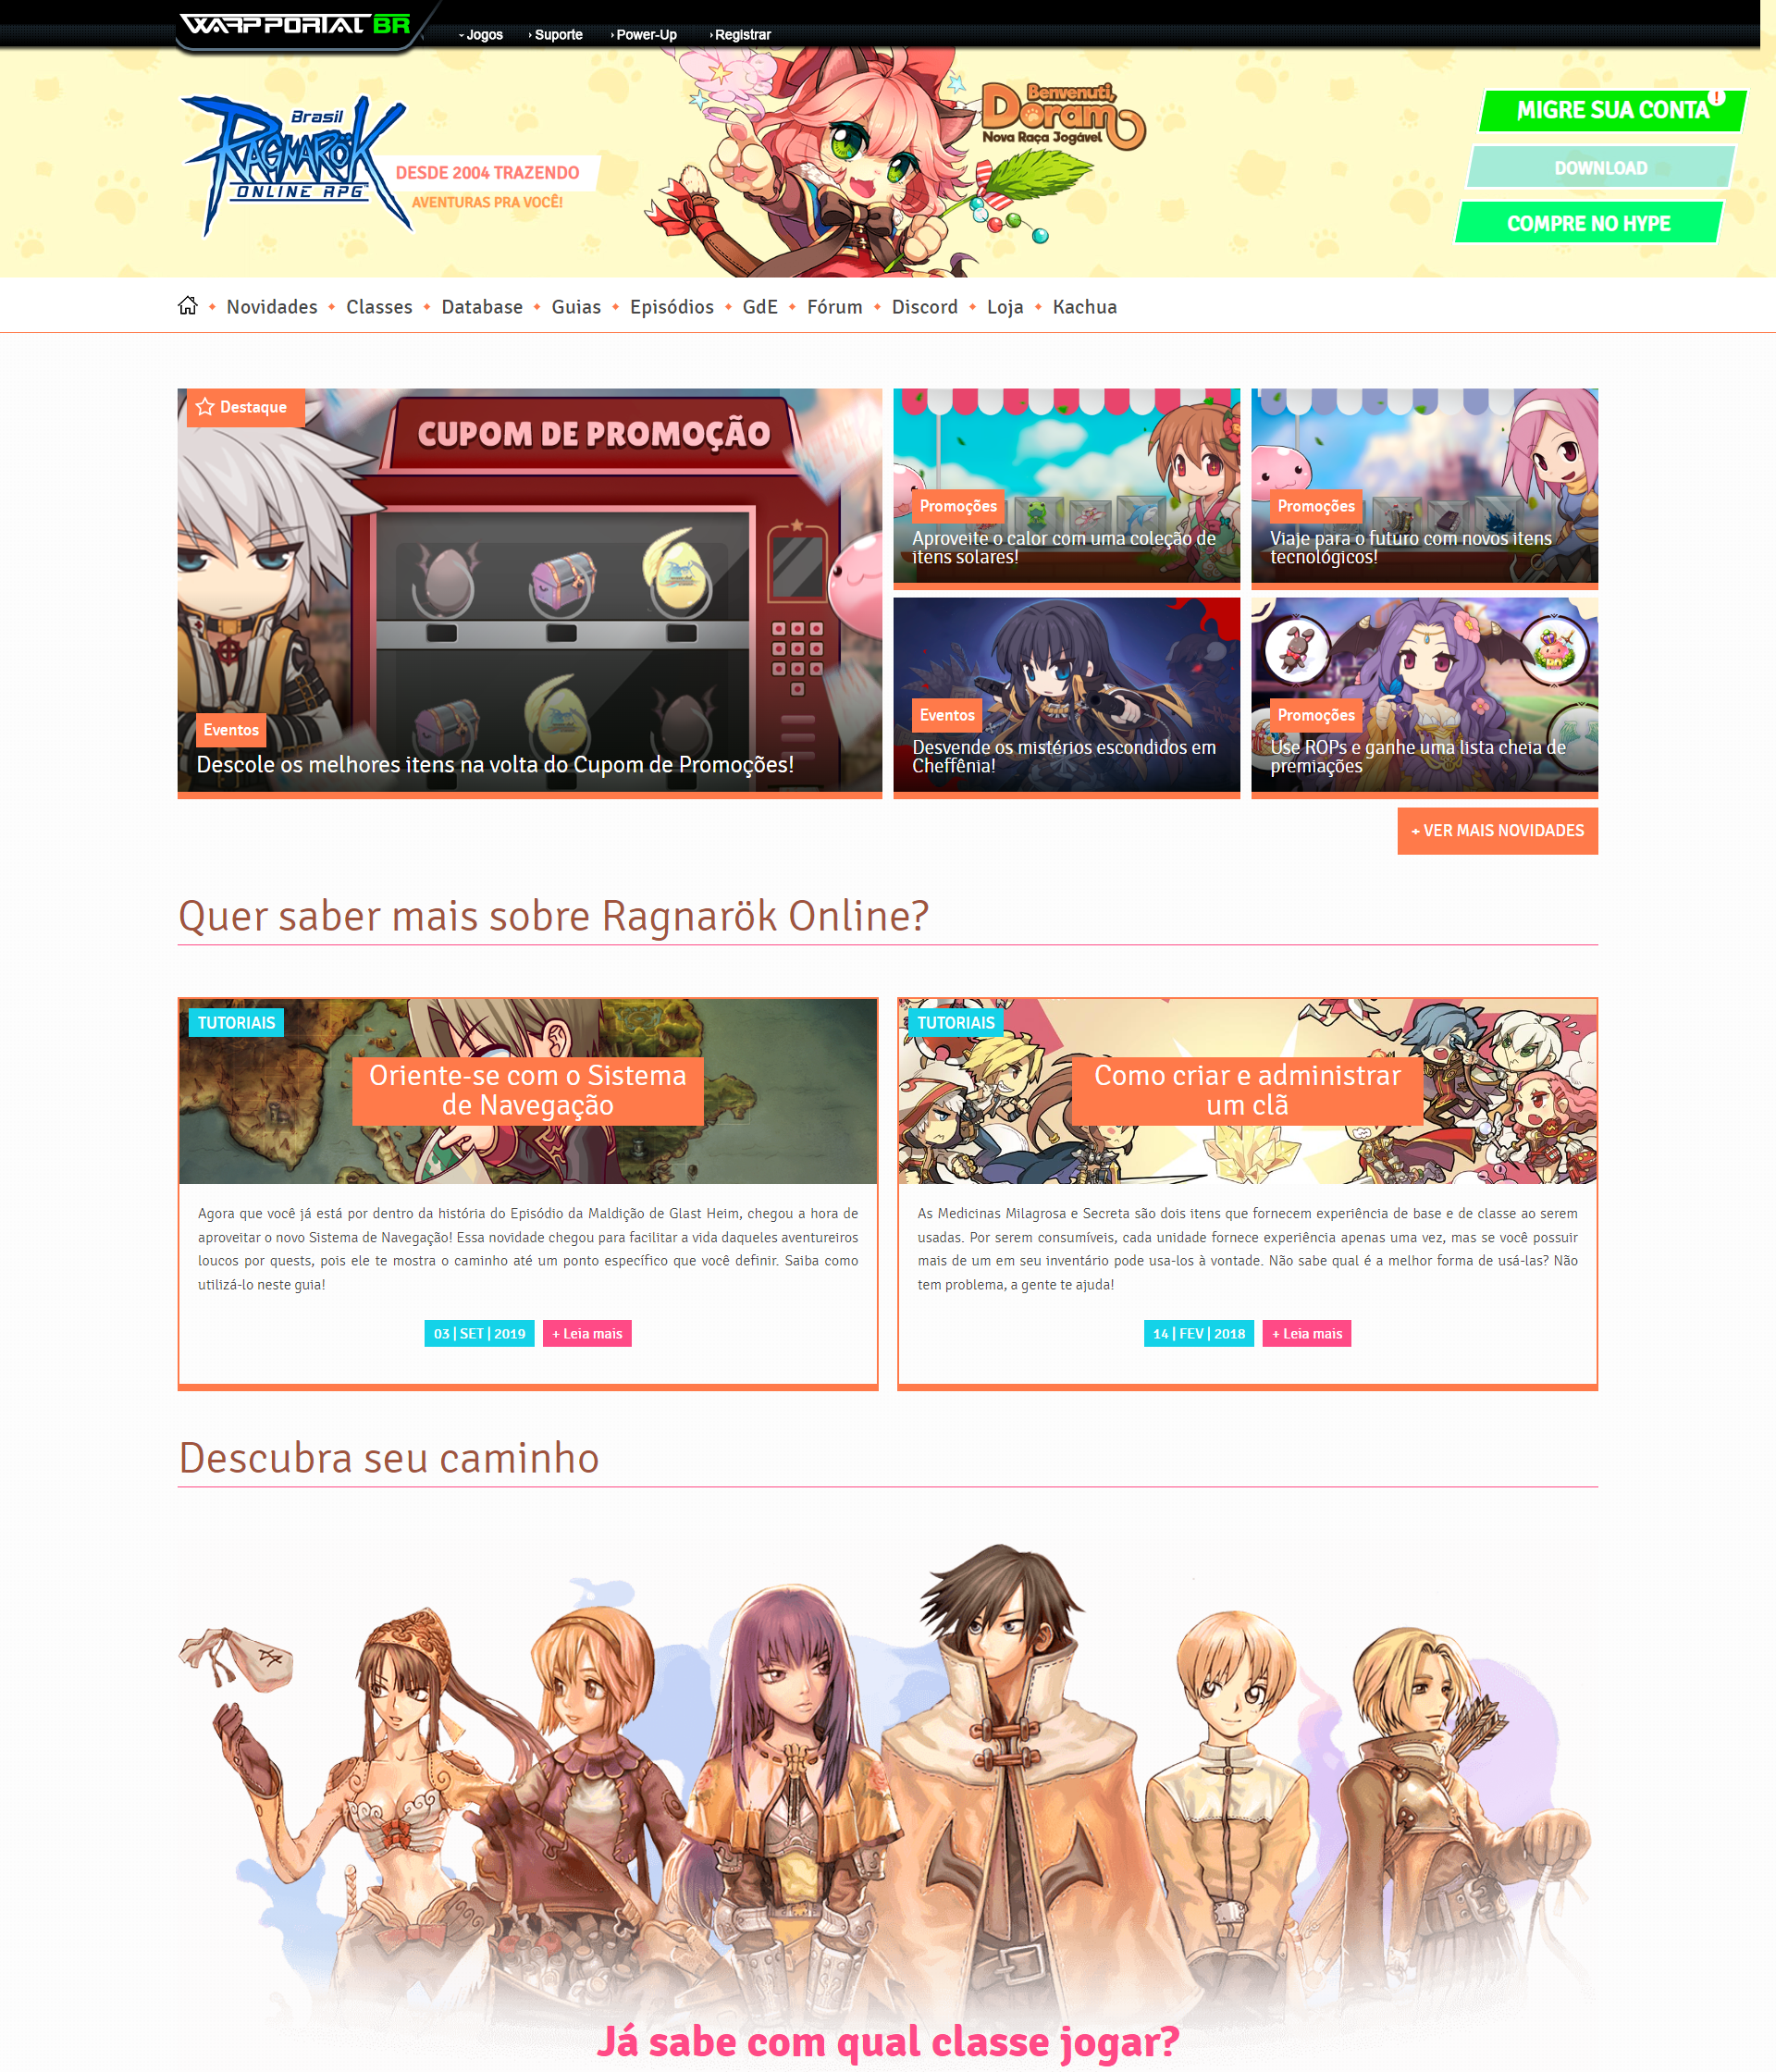 WARPPORTAL BR
Jogos Suporte Power-Up Registrar
Benvenuti,
Doram
Nova Raça Jogável
Brasil
RAGNARÖK
ONLINE RPG
DESDE 2004 TRAZENDO
AVENTURAS PRA VOCÊ!
MIGRE SUA CONTA !
DOWNLOAD
COMPRE NO HYPE
Novidades Classes Database Guias Episódios GdE Fórum Discord Loja Kachua
Destaque
CUPOM DE PROMOÇÃO
Eventos
Descole os melhores itens na volta do Cupom de Promoções!
Promoções
Aproveite o calor com uma coleção de
itens solares!
Promoções
Viaje para o futuro com novos itens
tecnológicos!
Eventos
Desvende os mistérios escondidos em
Cheffênia!
Promoções
Use ROPs e ganhe uma lista cheia de
premiações
+ VER MAIS NOVIDADES
Quer saber mais sobre Ragnarök Online?
TUTORIAIS
Oriente-se com o Sistema
de Navegação
Agora que você já está por dentro da história do Episódio da Maldição de Glast Heim, chegou a hora de
aproveitar o novo Sistema de Navegação! Essa novidade chegou para facilitar a vida daqueles aventureiros
loucos por quests, pois ele te mostra o caminho até um ponto específico que você definir. Saiba como
utilizá-lo neste guia!
03 | SET | 2019 + Leia mais
TUTORIAIS
Como criar e administrar
um clã
As Medicinas Milagrosa e Secreta são dois itens que fornecem experiência de base e de classe ao serem
usadas. Por serem consumíveis, cada unidade fornece experiência apenas uma vez, mas se você possuir
mais de um em seu inventário pode usa-los à vontade. Não sabe qual é a melhor forma de usá-las? Não
tem problema, a gente te ajuda!
14 | FEV | 2018 + Leia mais
Descubra seu caminho
Já sabe com qual classe jogar?